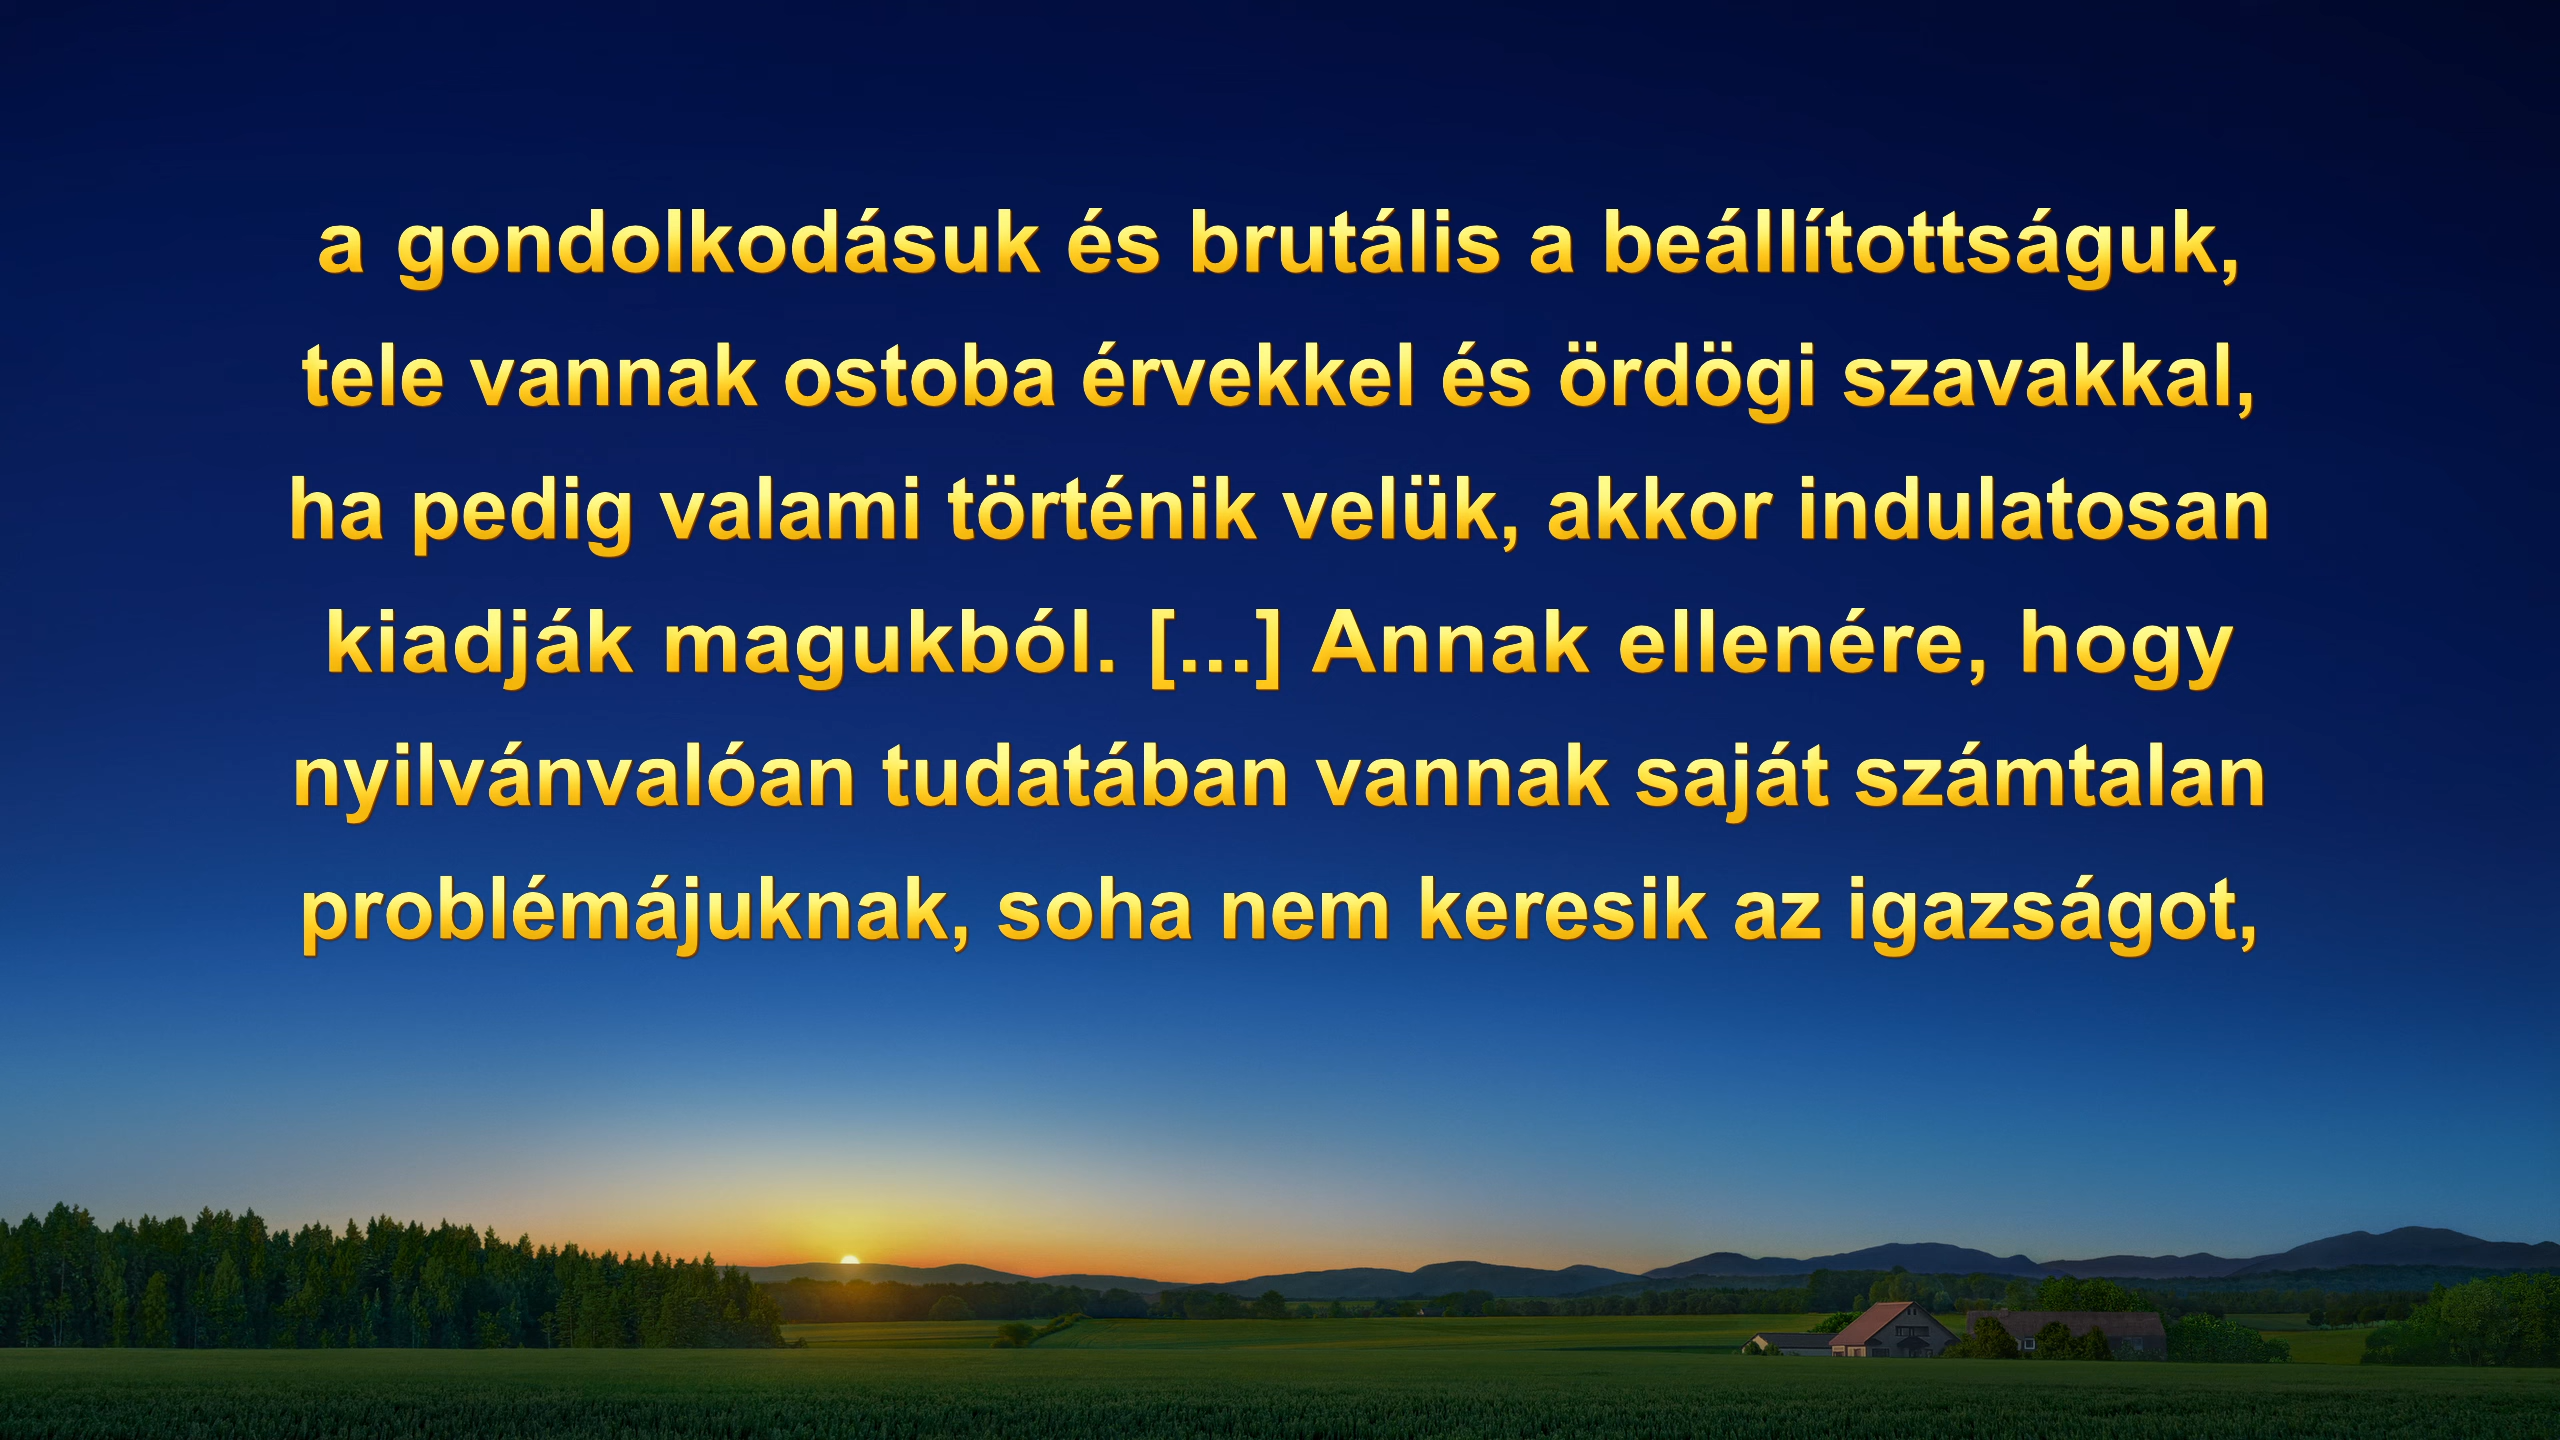 a gondolkodásuk és brutális a beállítottságuk,
tele vannak ostoba érvekkel és ördögi szavakkal,
ha pedig valami történik velük, akkor indulatosan
kiadják magukból. [...] Annak ellenére, hogy
nyilvánvalóan tudatában vannak saját számtalan
problémájuknak, soha nem keresik az igazságot,